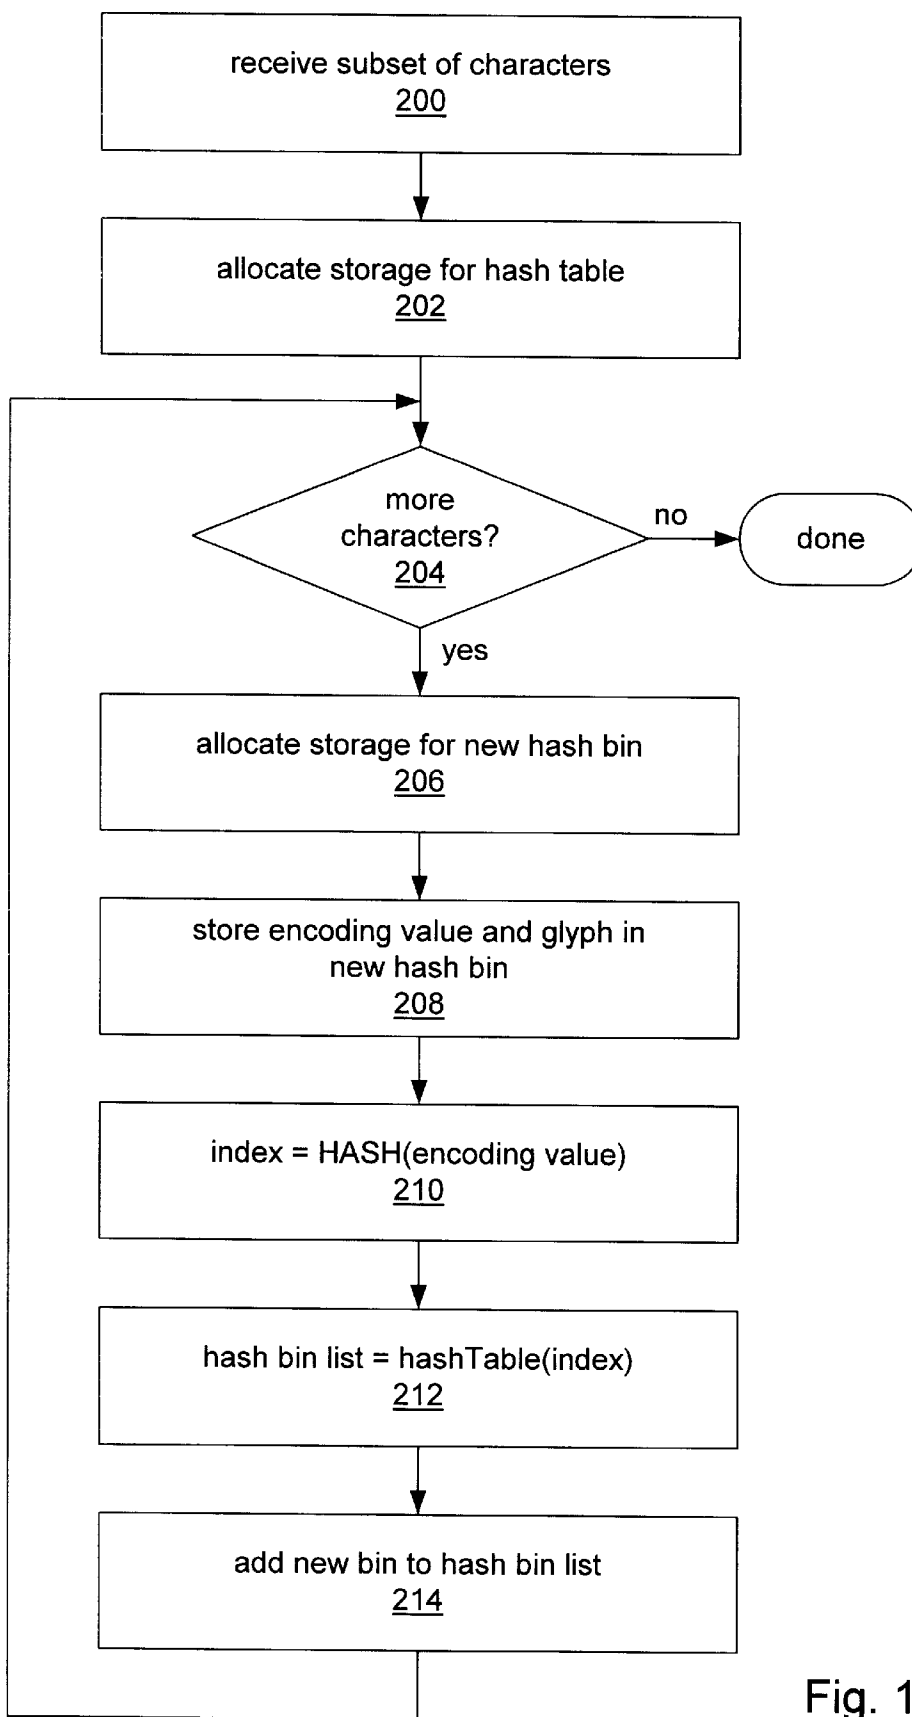 receive subset of characters
200
allocate storage for hash table
202
more
characters?
204
no
done
yes
allocate storage for new hash bin
206
store encoding value and glyph in
new hash bin
208
index = HASH(encoding value)
210
hash bin list = hashTable(index)
212
add new bin to hash bin list
214
Fig. 1